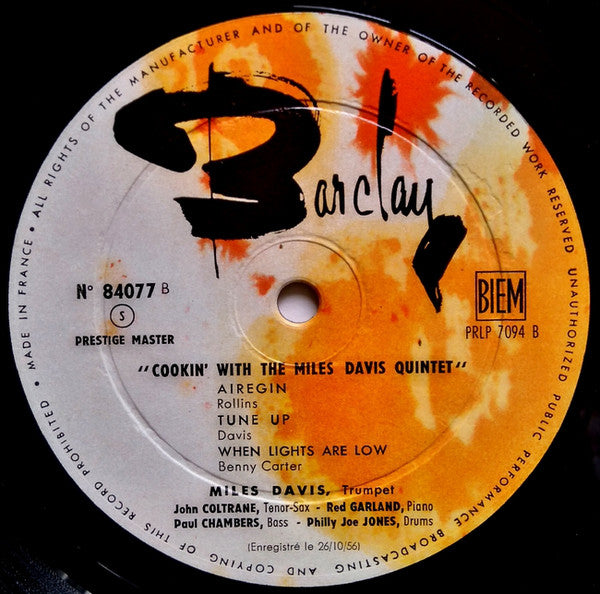 • MADE IN FRANCE • ALL RIGHTS OF THE MANUFACTURER AND OF THE OWNER OF THE RECORDED WORK RESERVED UNAUTHORIZED PUBLIC PERFORMANCE BROADCASTING AND COPYING OF THIS RECORD PROHIBITED
Barclay
N° 84077 B
S
PRESTIGE MASTER
BIEM
PRLP 7094 B
"COOKIN' WITH THE MILES DAVIS QUINTET"
AIREGIN
Rollins
TUNE UP
Davis
WHEN LIGHTS ARE LOW
Benny Carter
MILES DAVIS, Trumpet
John COLTRANE, Tenor-Sax - Red GARLAND, Piano
Paul CHAMBERS, Bass - Philly Joe JONES, Drums
(Enregistré le 26/10/56)